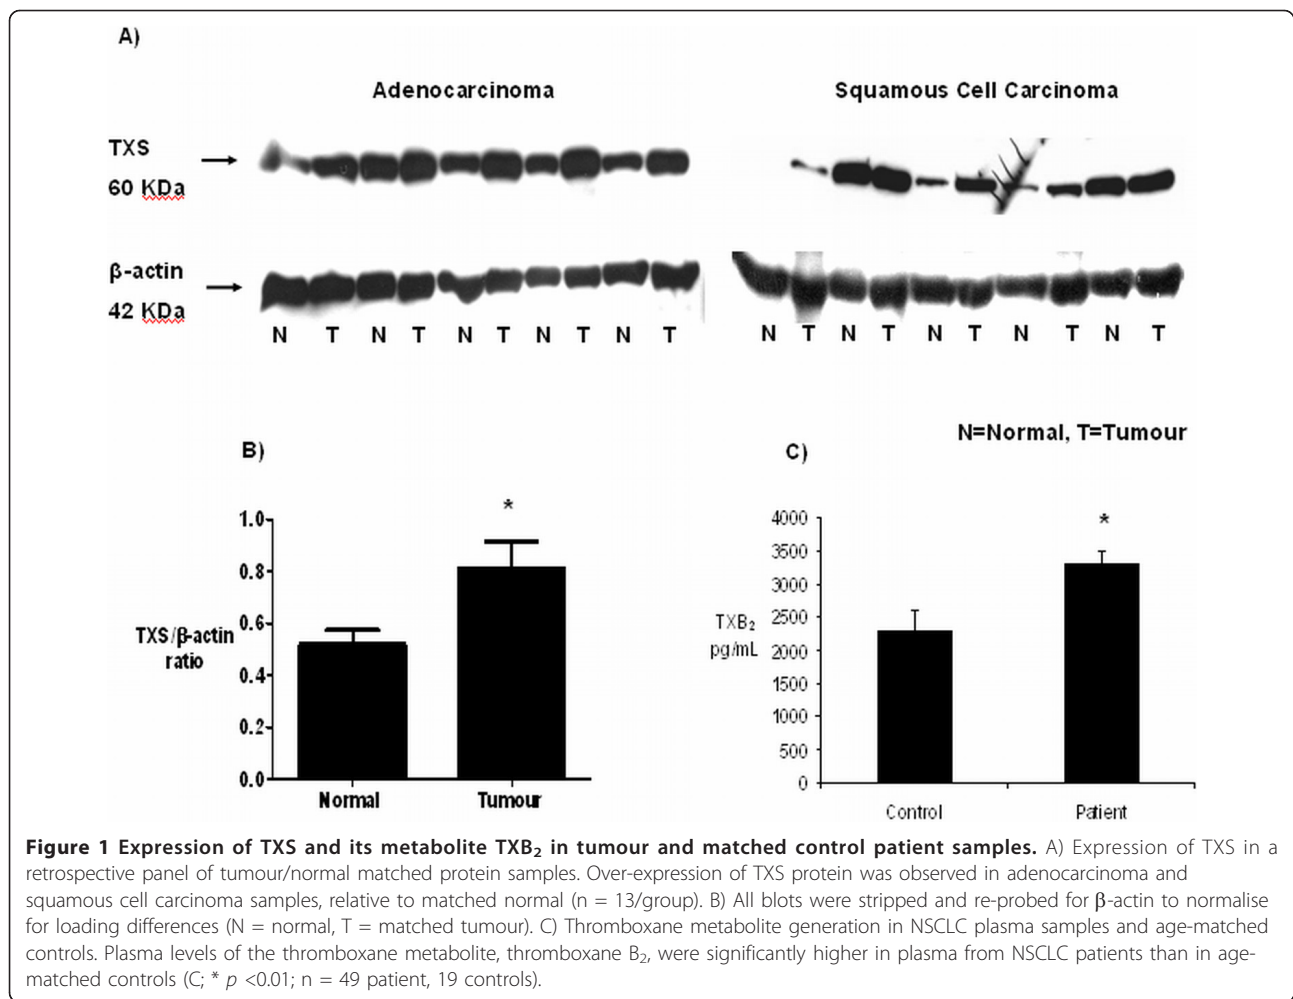 A)
Adenocarcinoma
Squamous Cell Carcinoma
TXS
60 KDa
β-actin
42 KDa
N T N T N T N T N T
N T N T N T N T N T
N=Normal, T=Tumour
B)
*
1.0
0.8
0.6
0.4
0.2
0.0
TXS/β-actin
ratio
Normal Tumour
C)
*
4000
3500
3000
2500
2000
1500
1000
500
0
TXB₂
pg/mL
Control Patient
Figure 1 Expression of TXS and its metabolite TXB₂ in tumour and matched control patient samples. A) Expression of TXS in a
retrospective panel of tumour/normal matched protein samples. Over-expression of TXS protein was observed in adenocarcinoma and
squamous cell carcinoma samples, relative to matched normal (n = 13/group). B) All blots were stripped and re-probed for β-actin to normalise
for loading differences (N = normal, T = matched tumour). C) Thromboxane metabolite generation in NSCLC plasma samples and age-matched
controls. Plasma levels of the thromboxane metabolite, thromboxane B₂, were significantly higher in plasma from NSCLC patients than in age-
matched controls (C; * p <0.01; n = 49 patient, 19 controls).